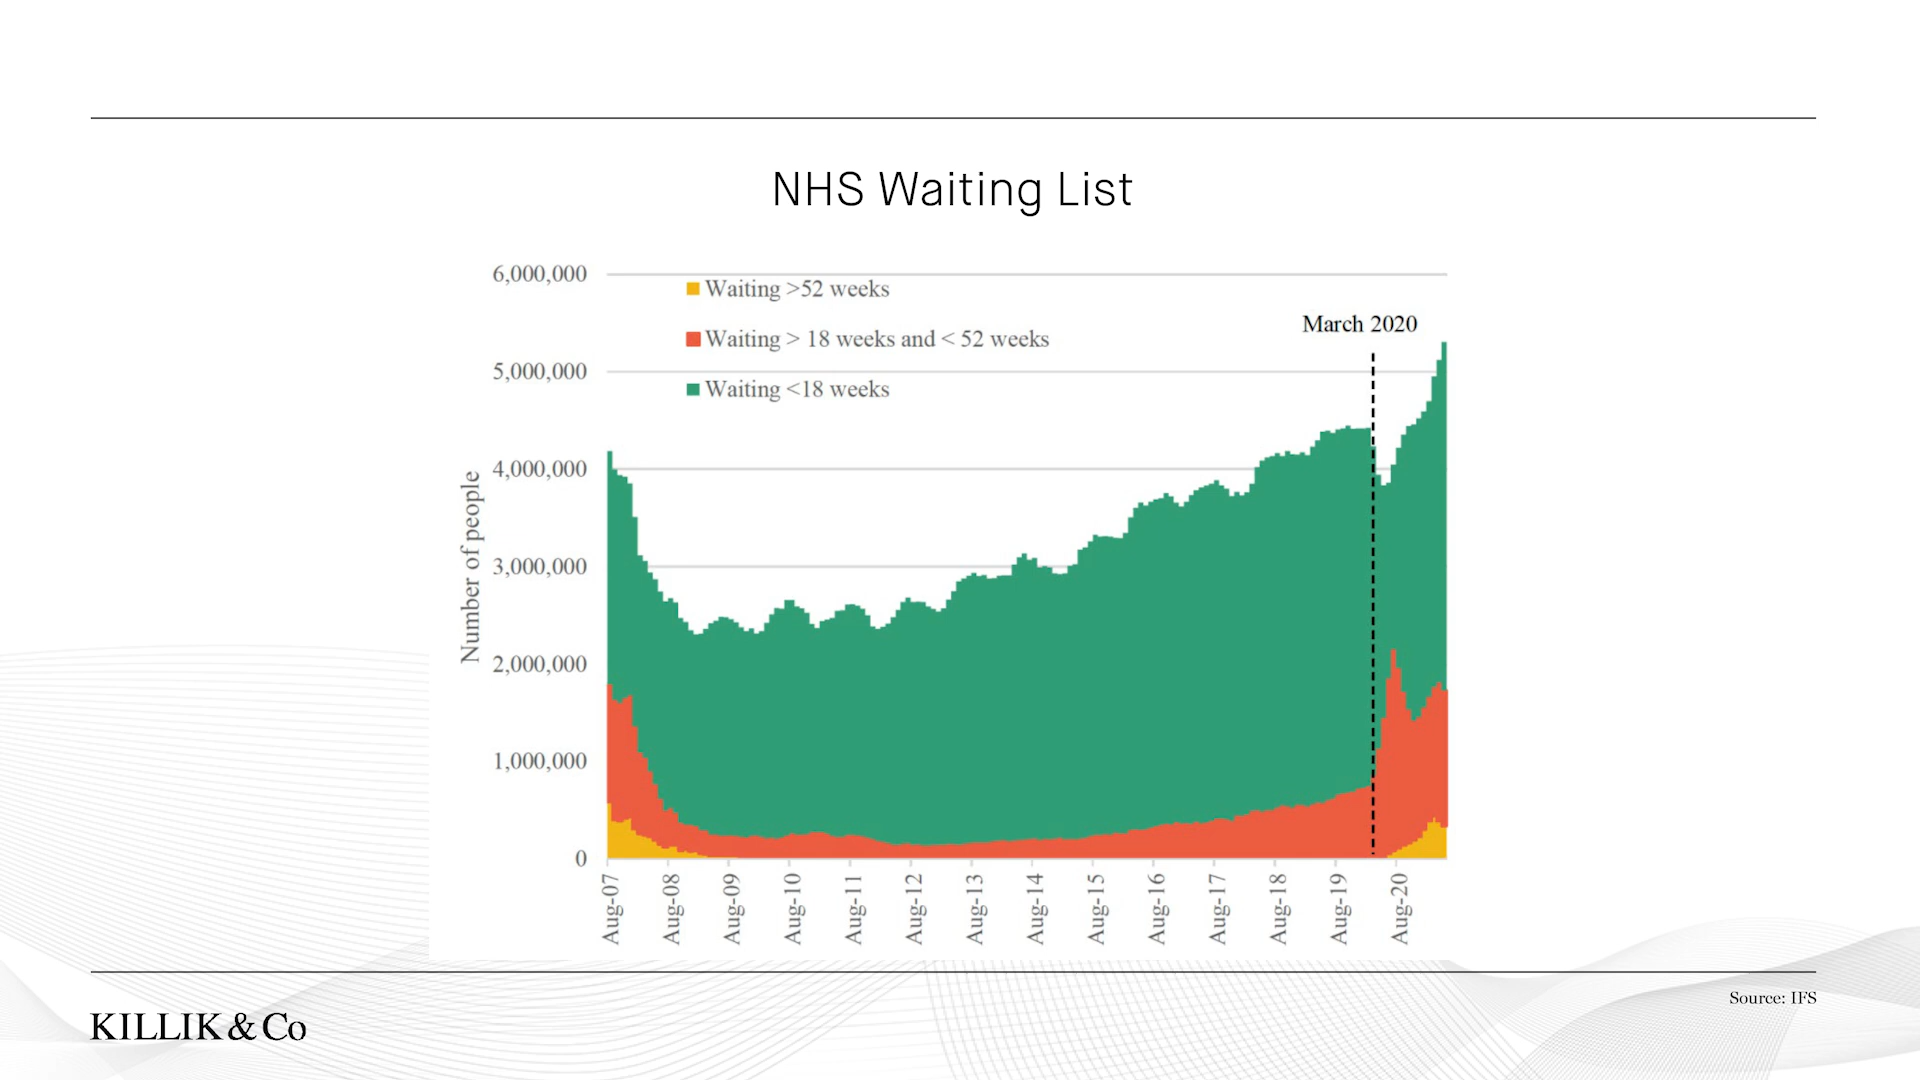 NHS Waiting List
6,000,000
5,000,000
4,000,000
3,000,000
2,000,000
1,000,000
0
Number of people
Waiting >52 weeks
Waiting > 18 weeks and < 52 weeks
Waiting <18 weeks
March 2020
Aug-07
Aug-08
Aug-09
Aug-10
Aug-11
Aug-12
Aug-13
Aug-14
Aug-15
Aug-16
Aug-17
Aug-18
Aug-19
Aug-20
Source: IFS
KILLIK & Co